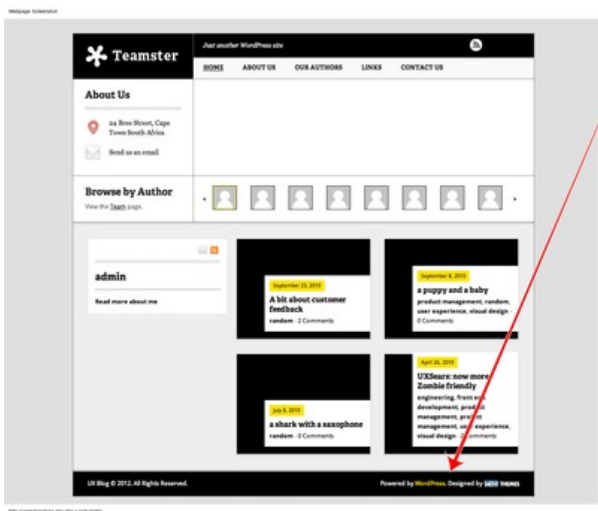 Webpage Screenshot
Teamster
Just another WordPress site
HOME ABOUT US OUR AUTHORS LINKS CONTACT US
About Us
24 Bree Street, Cape
Town South Africa
Send us an email
Browse by Author
View the Team page.
admin
Read more about me
September 23, 2010
A bit about customer
feedback
random · 2 Comments
September 8, 2010
a puppy and a baby
product management, random,
user experience, visual design ·
0 Comments
July 8, 2010
a shark with a saxophone
random · 0 Comments
April 26, 2010
UXSears: now more
Zombie friendly
engineering, front end
development, product
management, project
management, user experience,
visual design · 2 Comments
UX Blog © 2012. All Rights Reserved.
Powered by WordPress. Designed by WOO THEMES